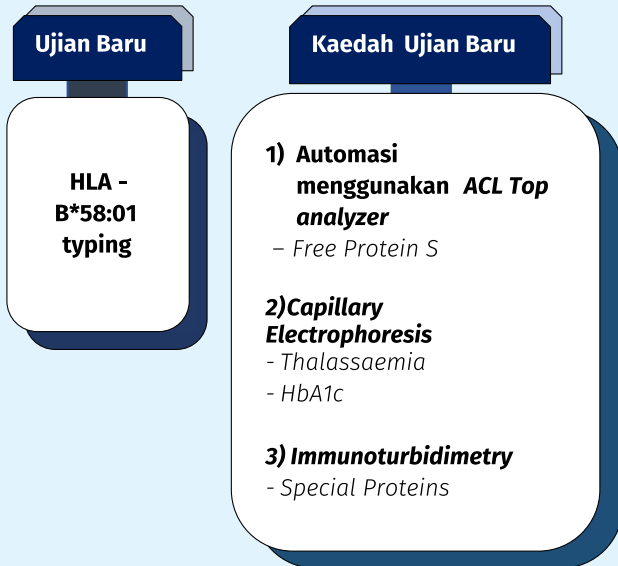 Ujian Baru
HLA -
B*58:01
typing
Kaedah Ujian Baru
1) Automasi
menggunakan ACL Top
analyzer
– Free Protein S
2)Capillary
Electrophoresis
- Thalassaemia
- HbA1c
3) Immunoturbidimetry
- Special Proteins